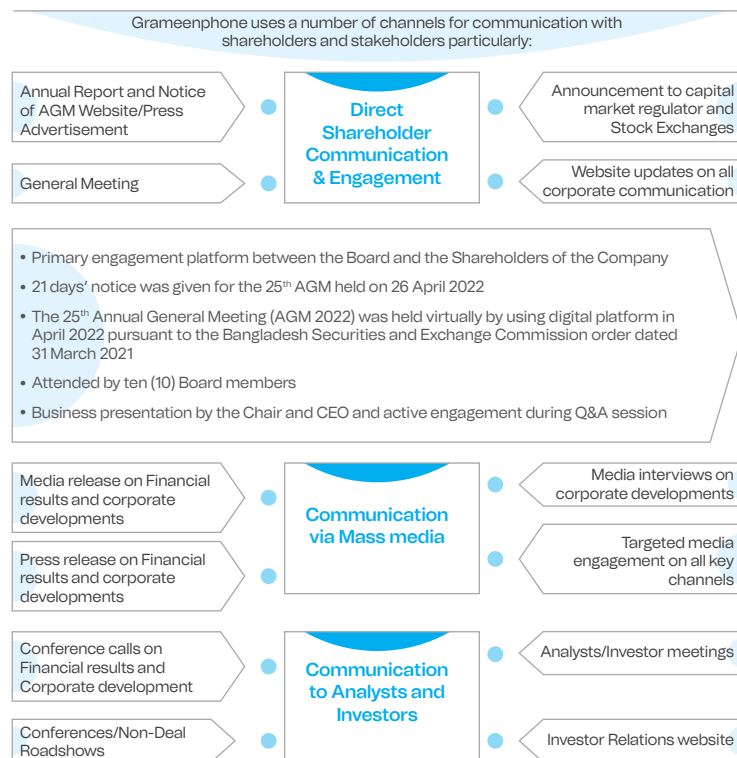 Grameenphone uses a number of channels for communication with
shareholders and stakeholders particularly:
Annual Report and Notice
of AGM Website/Press
Advertisement
General Meeting
Direct
Shareholder
Communication
& Engagement
Announcement to capital
market regulator and
Stock Exchanges
Website updates on all
corporate communication
• Primary engagement platform between the Board and the Shareholders of the Company
• 21 days’ notice was given for the 25th AGM held on 26 April 2022
• The 25th Annual General Meeting (AGM 2022) was held virtually by using digital platform in
April 2022 pursuant to the Bangladesh Securities and Exchange Commission order dated
31 March 2021
• Attended by ten (10) Board members
• Business presentation by the Chair and CEO and active engagement during Q&A session
Media release on Financial
results and corporate
developments
Press release on Financial
results and corporate
developments
Communication
via Mass media
Media interviews on
corporate developments
Targeted media
engagement on all key
channels
Conference calls on
Financial results and
Corporate development
Conferences/Non-Deal
Roadshows
Communication
to Analysts and
Investors
Analysts/Investor meetings
Investor Relations website